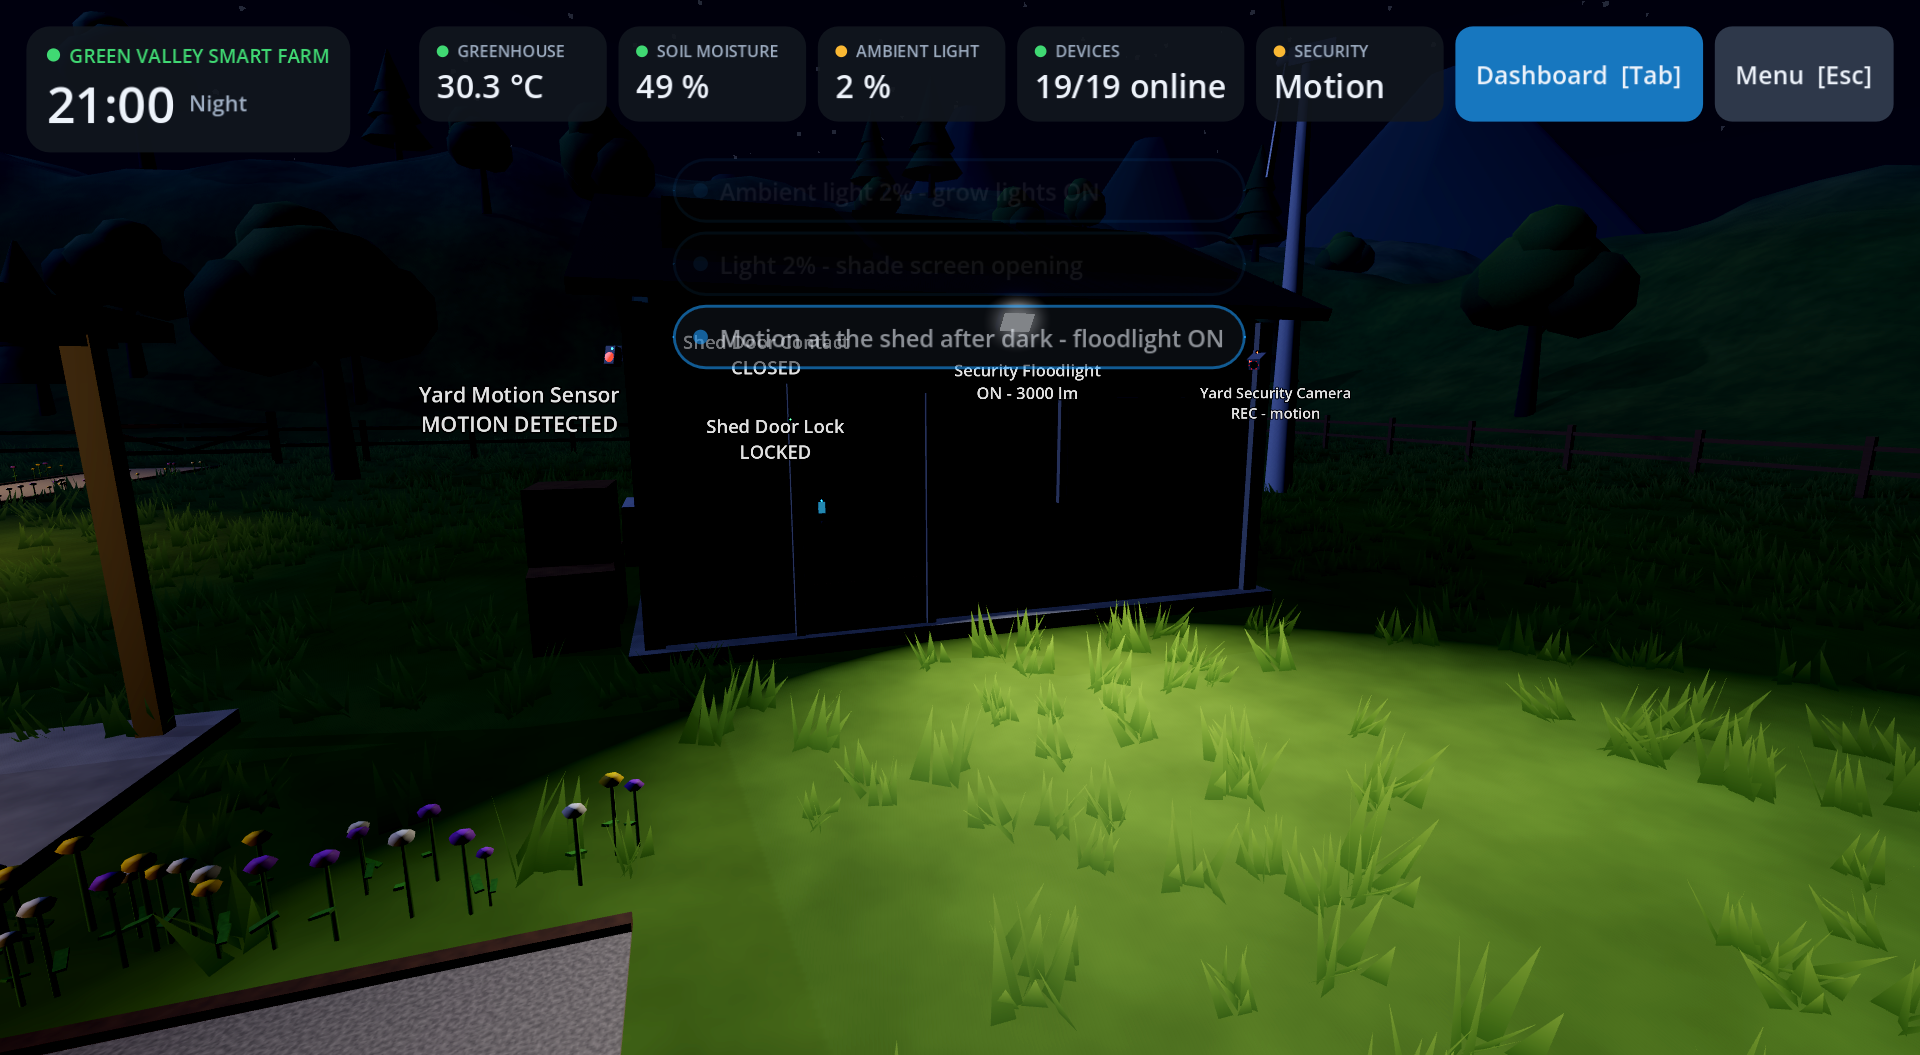 GREEN VALLEY SMART FARM
21:00 Night
GREENHOUSE
30.3 °C
SOIL MOISTURE
49 %
AMBIENT LIGHT
2 %
DEVICES
19/19 online
SECURITY
Motion
Dashboard [Tab]
Menu [Esc]
Ambient light 2% - grow lights ON
Light 2% - shade screen opening
Motion at the shed after dark - floodlight ON
Shed Door Contact
CLOSED
Security Floodlight
ON - 3000 lm
Yard Motion Sensor
MOTION DETECTED
Yard Security Camera
REC - motion
Shed Door Lock
LOCKED